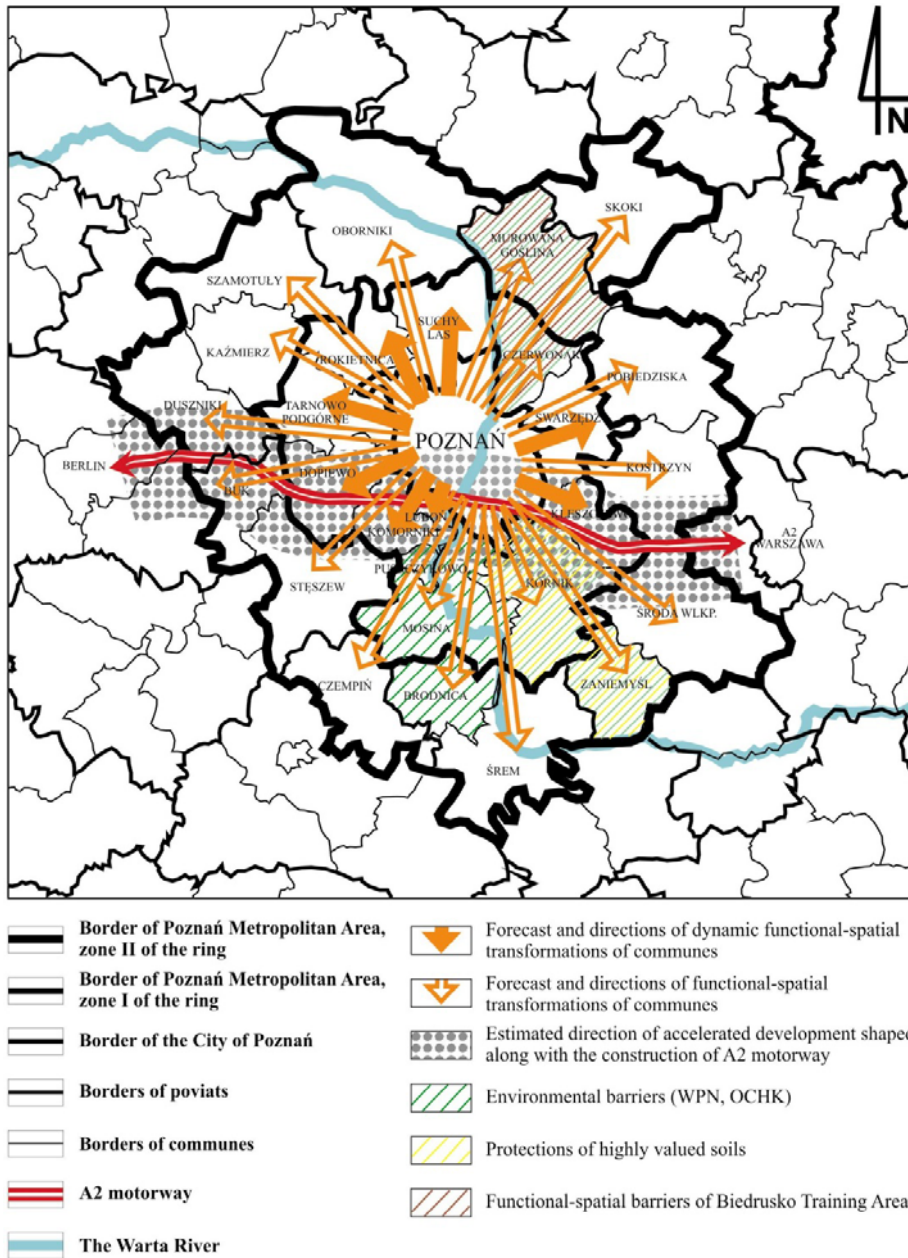 N
SKOKI
OBORNIKI
MUROWANA
GOŚLINA
SZAMOTUŁY
SUCHY
LAS
KAŹMIERZ
ROKIETNICA
CZERWONAK
POBIEDZISKA
DUSZNIKI
TARNOWO
PODGÓRNE
SWARZĘDZ
POZNAŃ
BERLIN
DOPIEWO
KOSTRZYN
BUK
LUBOŃ
KOMORNIKI
A2
WARSZAWA
STĘSZEW
KÓRNIK
ŚRODA WLKP.
MOSINA
CZEMPIŃ
BRODNICA
ZANIEMYŚL
ŚREM
Border of Poznań Metropolitan Area,
zone II of the ring
Border of Poznań Metropolitan Area,
zone I of the ring
Border of the City of Poznań
Borders of poviats
Borders of communes
A2 motorway
The Warta River
Forecast and directions of dynamic functional-spatial
transformations of communes
Forecast and directions of functional-spatial
transformations of communes
Estimated direction of accelerated development shaped
along with the construction of A2 motorway
Environmental barriers (WPN, OCHK)
Protections of highly valued soils
Functional-spatial barriers of Biedrusko Training Area